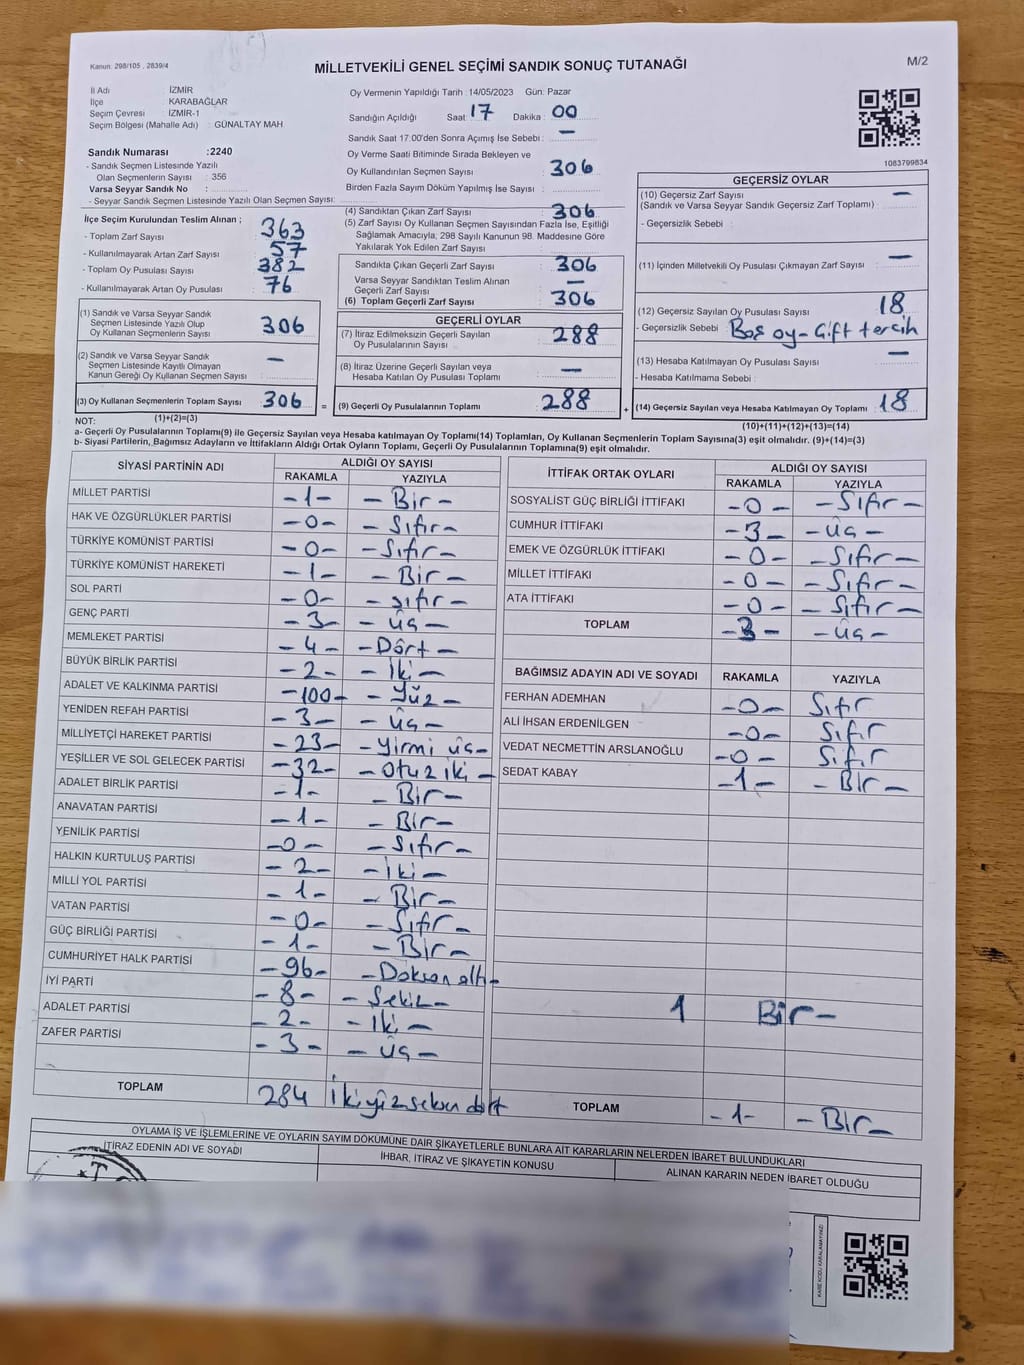 Kanun: 298/105 , 2839/4
MİLLETVEKİLİ GENEL SEÇİMİ SANDIK SONUÇ TUTANAĞI
M/2
İl Adı İZMİR
İlçe KARABAĞLAR
Seçim Çevresi : İZMİR-1
Seçim Bölgesi (Mahalle Adı) : GÜNALTAY MAH
Oy Vermenin Yapıldığı Tarih :14/05/2023 Gün: Pazar
Sandığın Açıldığı Saat 17 Dakika : 00
Sandık Saat 17:00'den Sonra Açılmış İse Sebebi : –
Oy Verme Saati Bitiminde Sırada Bekleyen ve
Oy Kullandırılan Seçmen Sayısı : 306
Birden Fazla Sayım Döküm Yapılmış İse Sayısı :
1083799834
Sandık Numarası :2240
- Sandık Seçmen Listesinde Yazılı
Olan Seçmenlerin Sayısı : 356
Varsa Seyyar Sandık No :
- Seyyar Sandık Seçmen Listesinde Yazılı Olan Seçmen Sayısı:
İlçe Seçim Kurulundan Teslim Alınan ;
- Toplam Zarf Sayısı : 363
- Kullanılmayarak Artan Zarf Sayısı : 57
- Toplam Oy Pusulası Sayısı : 382
- Kullanılmayarak Artan Oy Pusulası : 76
(1) Sandık ve Varsa Seyyar Sandık
Seçmen Listesinde Yazılı Olup
Oy Kullanan Seçmenlerin Sayısı : 306
(2) Sandık ve Varsa Seyyar Sandık
Seçmen Listesinde Kayıtlı Olmayan
Kanun Gereği Oy Kullanan Seçmen Sayısı : –
(3) Oy Kullanan Seçmenlerin Toplam Sayısı : 306
(1)+(2)=(3)
(4) Sandıktan Çıkan Zarf Sayısı : 306
(5) Zarf Sayısı Oy Kullanan Seçmen Sayısından Fazla İse, Eşitliği
Sağlamak Amacıyla, 298 Sayılı Kanunun 98. Maddesine Göre
Yakılarak Yok Edilen Zarf Sayısı :
Sandıkta Çıkan Geçerli Zarf Sayısı : 306
Varsa Seyyar Sandıktan Teslim Alınan
Geçerli Zarf Sayısı : –
(6) Toplam Geçerli Zarf Sayısı : 306
GEÇERLİ OYLAR
(7) İtiraz Edilmeksizin Geçerli Sayılan
Oy Pusulalarının Sayısı : 288
(8) İtiraz Üzerine Geçerli Sayılan veya
Hesaba Katılan Oy Pusulası Toplamı : –
= (9) Geçerli Oy Pusulalarının Toplamı : 288
GEÇERSİZ OYLAR
(10) Geçersiz Zarf Sayısı : –
(Sandık ve Varsa Seyyar Sandık Geçersiz Zarf Toplamı) :
- Geçersizlik Sebebi :
(11) İçinden Milletvekili Oy Pusulası Çıkmayan Zarf Sayısı : –
(12) Geçersiz Sayılan Oy Pusulası Sayısı : 18
- Geçersizlik Sebebi : Boş oy - Çift tercih
(13) Hesaba Katılmayan Oy Pusulası Sayısı : –
- Hesaba Katılmama Sebebi :
+ (14) Geçersiz Sayılan veya Hesaba Katılmayan Oy Toplamı : 18
(10)+(11)+(12)+(13)=(14)
NOT:
a- Geçerli Oy Pusulalarının Toplamı(9) ile Geçersiz Sayılan veya Hesaba katılmayan Oy Toplamı(14) Toplamları, Oy Kullanan Seçmenlerin Toplam Sayısına(3) eşit olmalıdır. (9)+(14)=(3)
b- Siyasi Partilerin, Bağımsız Adayların ve İttifakların Aldığı Ortak Oyların Toplamı, Geçerli Oy Pusulalarının Toplamına(9) eşit olmalıdır.
SİYASİ PARTİNİN ADI ALDIĞI OY SAYISI
RAKAMLA YAZIYLA
MİLLET PARTİSİ -1- - Bir -
HAK VE ÖZGÜRLÜKLER PARTİSİ -0- - Sıfır -
TÜRKİYE KOMÜNİST PARTİSİ -0- - Sıfır -
TÜRKİYE KOMÜNİST HAREKETİ -1- - Bir -
SOL PARTİ -0- - sıfır -
GENÇ PARTİ -3- - Üç -
MEMLEKET PARTİSİ -4- - Dört -
BÜYÜK BİRLİK PARTİSİ -2- - İki -
ADALET VE KALKINMA PARTİSİ -100- - Yüz -
YENİDEN REFAH PARTİSİ -3- - Üç -
MİLLİYETÇİ HAREKET PARTİSİ -23- - Yirmi üç -
YEŞİLLER VE SOL GELECEK PARTİSİ -32- - Otuz iki -
ADALET BİRLİK PARTİSİ -1- - Bir -
ANAVATAN PARTİSİ -1- - Bir -
YENİLİK PARTİSİ -0- - Sıfır -
HALKIN KURTULUŞ PARTİSİ -2- - İki -
MİLLİ YOL PARTİSİ -1- - Bir -
VATAN PARTİSİ -0- - Sıfır -
GÜÇ BİRLİĞİ PARTİSİ -1- - Bir -
CUMHURİYET HALK PARTİSİ -96- - Doksan altı -
İYİ PARTİ -8- - Sekiz -
ADALET PARTİSİ -2- - İki -
ZAFER PARTİSİ -3- - Üç -
TOPLAM 284 İkiyüzseksen dört
İTTİFAK ORTAK OYLARI ALDIĞI OY SAYISI
RAKAMLA YAZIYLA
SOSYALİST GÜÇ BİRLİĞİ İTTİFAKI -0- - Sıfır -
CUMHUR İTTİFAKI -3- - Üç -
EMEK VE ÖZGÜRLÜK İTTİFAKI -0- - Sıfır -
MİLLET İTTİFAKI -0- - Sıfır -
ATA İTTİFAKI -0- - Sıfır -
TOPLAM -3- - Üç -
BAĞIMSIZ ADAYIN ADI VE SOYADI RAKAMLA YAZIYLA
FERHAN ADEMHAN -0- Sıfır
ALİ İHSAN ERDENİLGEN -0- Sıfır
VEDAT NECMETTİN ARSLANOĞLU -0- Sıfır
SEDAT KABAY -1- - Bir -
1 Bir -
TOPLAM -1- - Bir -
OYLAMA İŞ VE İŞLEMLERİNE VE OYLARIN SAYIM DÖKÜMÜNE DAİR ŞİKAYETLERLE BUNLARA AİT KARARLARIN NELERDEN İBARET BULUNDUKLARI
İTİRAZ EDENİN ADI VE SOYADI İHBAR, İTİRAZ VE ŞİKAYETİN KONUSU ALINAN KARARIN NEDEN İBARET OLDUĞU